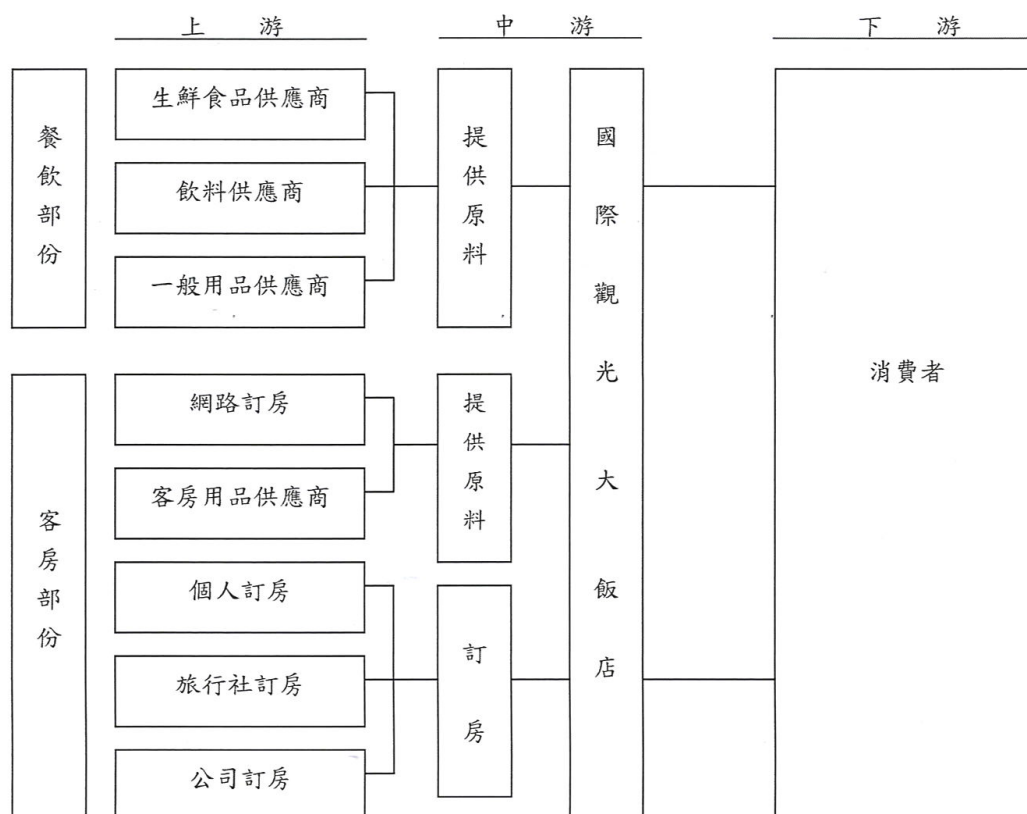 上 游
中 游
下 游
餐飲部份
生鮮食品供應商
飲料供應商
一般用品供應商
提供原料
國際觀光大飯店
消費者
客房部份
網路訂房
客房用品供應商
提供原料
個人訂房
旅行社訂房
公司訂房
訂房